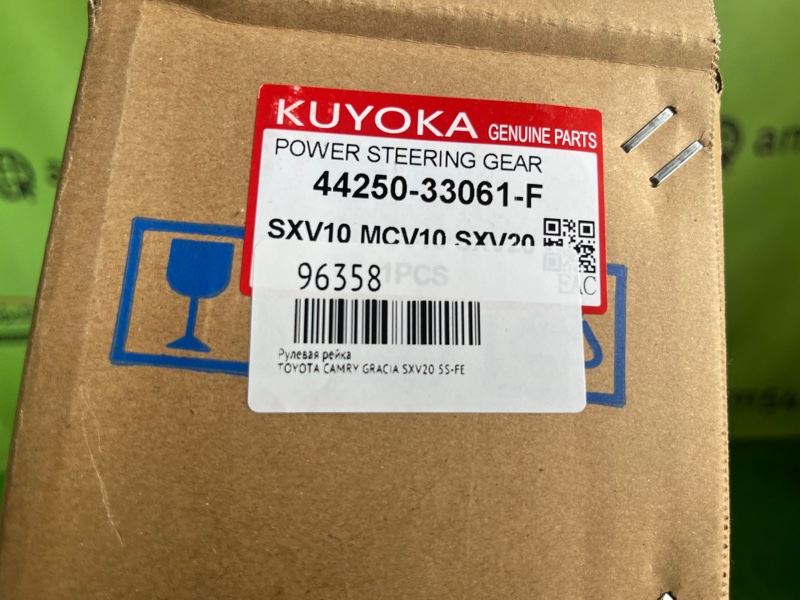 KUYOKA GENUINE PARTS
POWER STEERING GEAR
44250-33061-F
SXV10 MCV10 SXV20
1PCS
EAC
96358
Рулевая рейка
TOYOTA CAMRY GRACIA SXV20 5S-FE